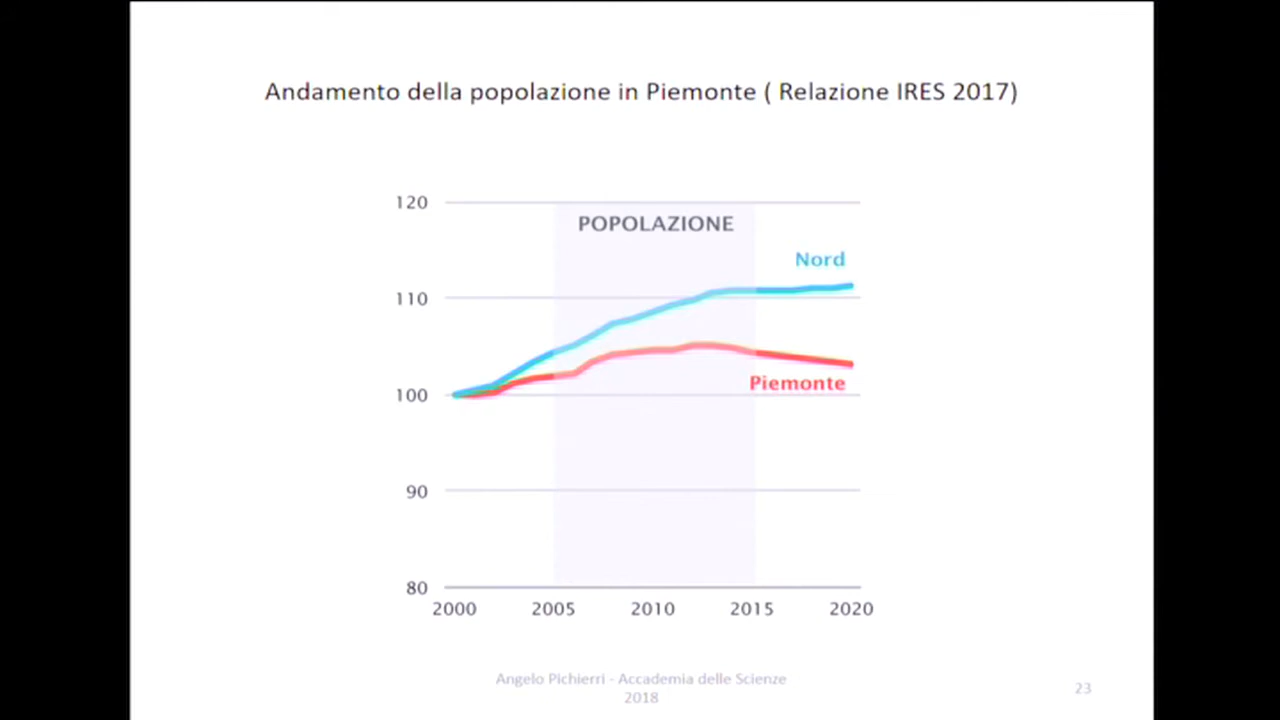 Andamento della popolazione in Piemonte ( Relazione IRES 2017)
120
POPOLAZIONE
Nord
110
Piemonte
100
90
80
2000 2005 2010 2015 2020
Angelo Pichierri - Accademia delle Scienze
2018
23